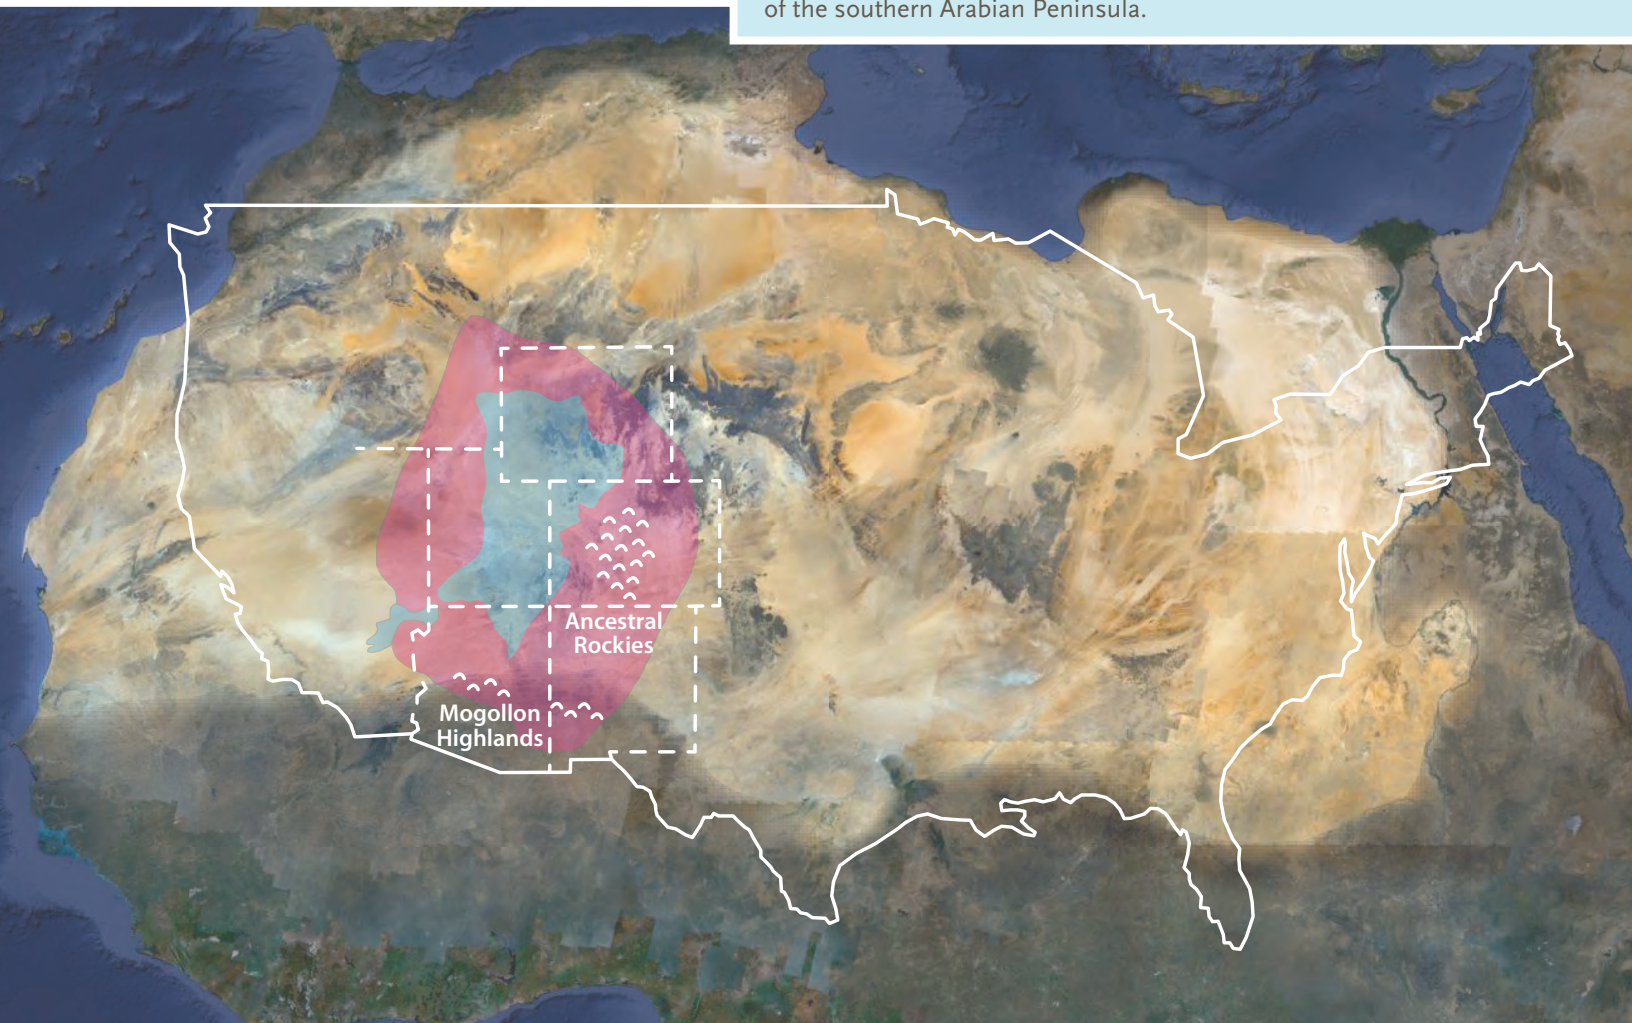 of the southern Arabian Peninsula.
Ancestral
Rockies
Mogollon
Highlands